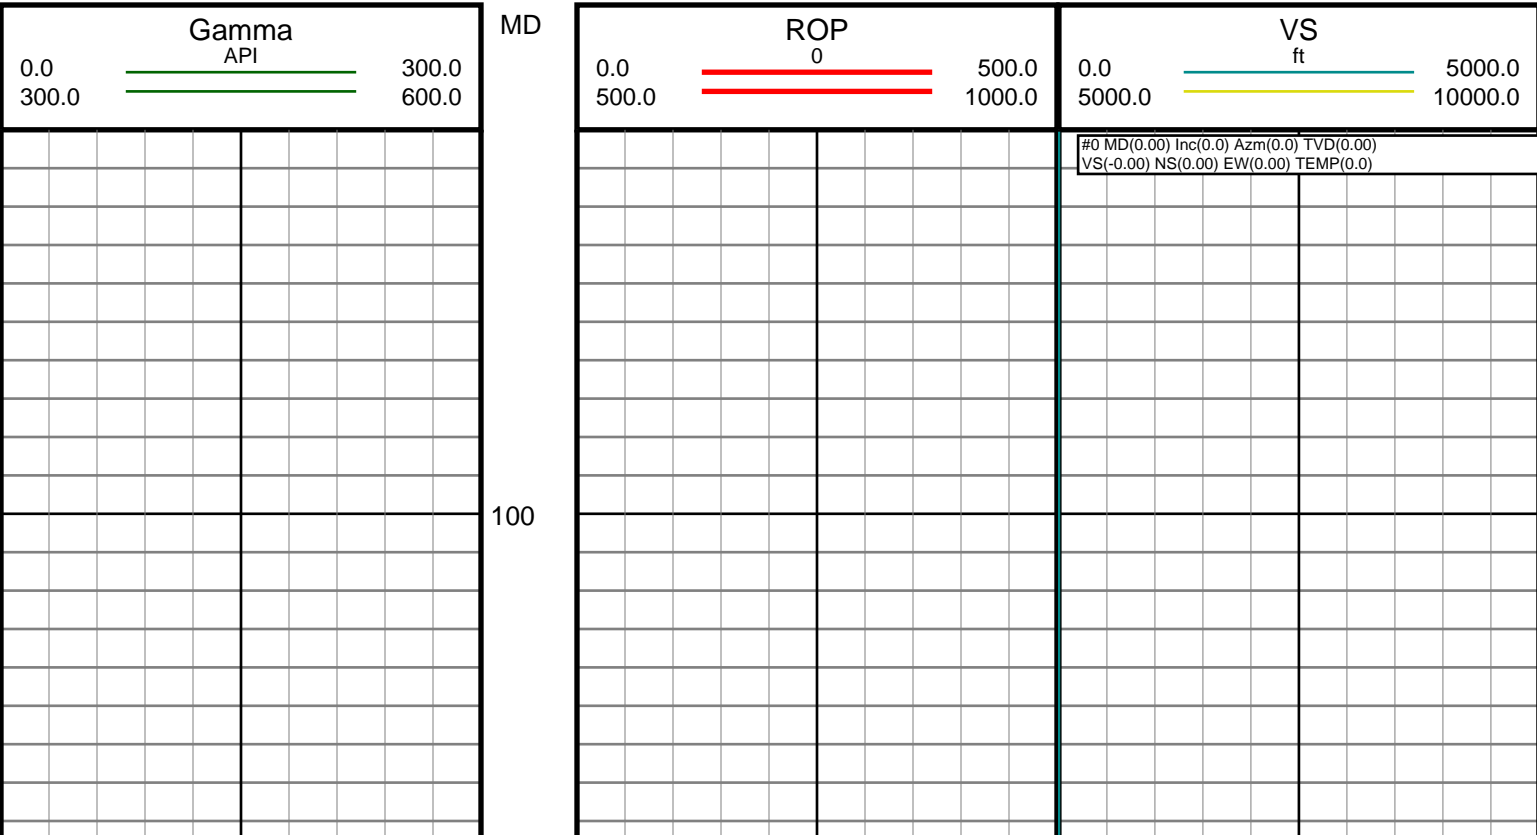 Gamma
API
0.0 300.0
300.0 600.0
MD
ROP
0
0.0 500.0
500.0 1000.0
VS
ft
0.0 5000.0
5000.0 10000.0
#0 MD(0.00) Inc(0.0) Azm(0.0) TVD(0.00)
VS(-0.00) NS(0.00) EW(0.00) TEMP(0.0)
100